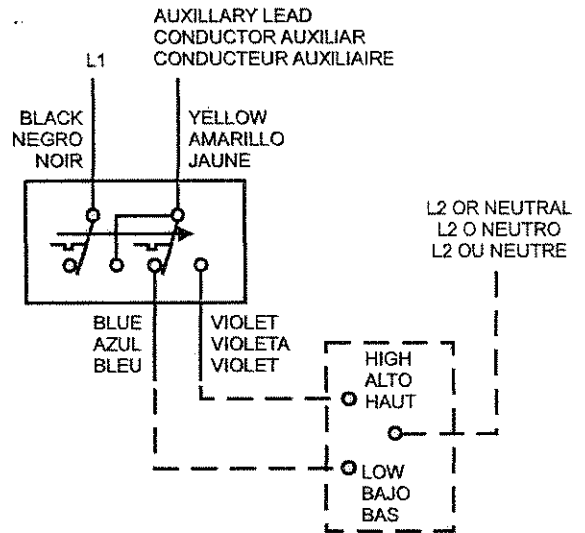 AUXILLARY LEAD
CONDUCTOR AUXILIAR
CONDUCTEUR AUXILIAIRE
L1
BLACK
NEGRO
NOIR
YELLOW
AMARILLO
JAUNE
L2 OR NEUTRAL
L2 O NEUTRO
L2 OU NEUTRE
BLUE
AZUL
BLEU
VIOLET
VIOLETA
VIOLET
HIGH
ALTO
HAUT
LOW
BAJO
BAS